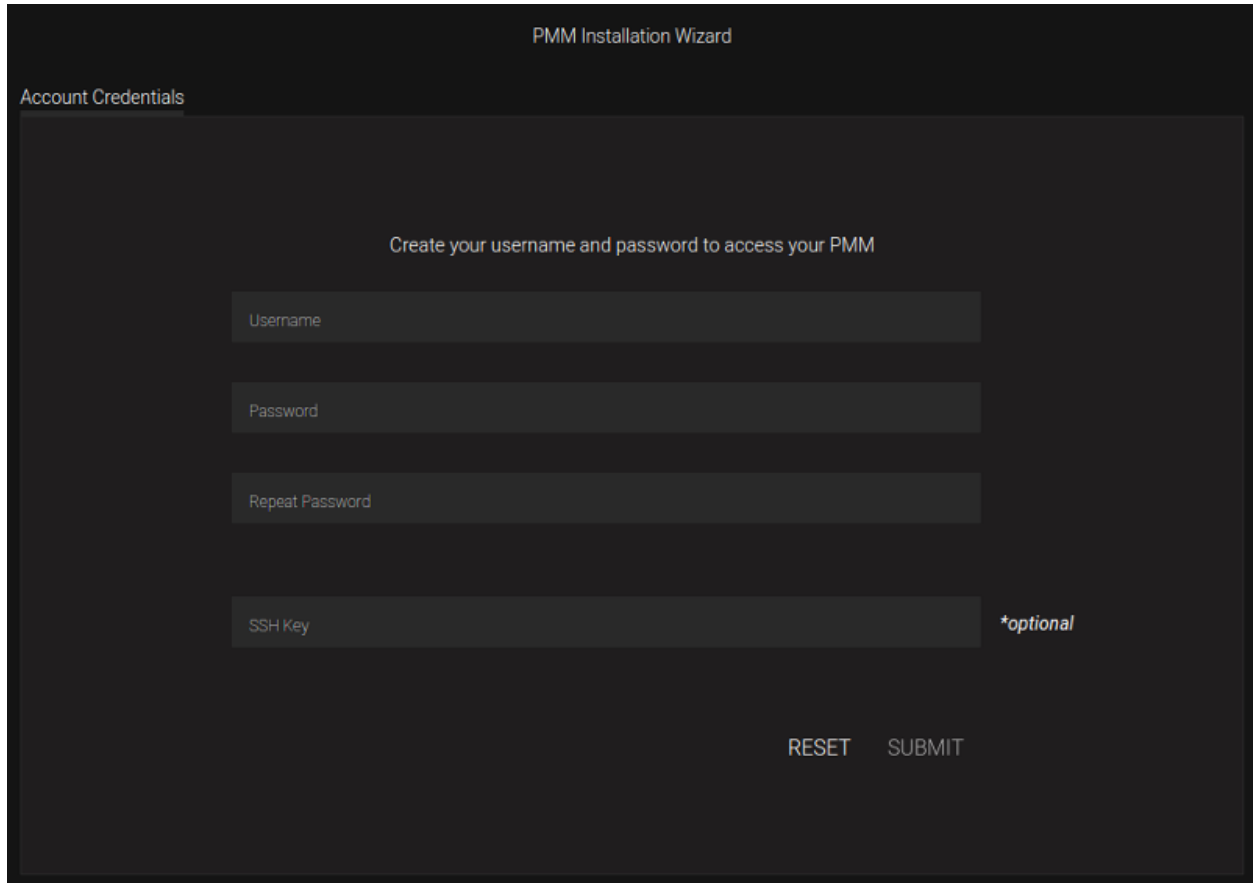 PMM Installation Wizard
Account Credentials
Create your username and password to access your PMM
Username
Password
Repeat Password
SSH Key
*optional
RESET SUBMIT